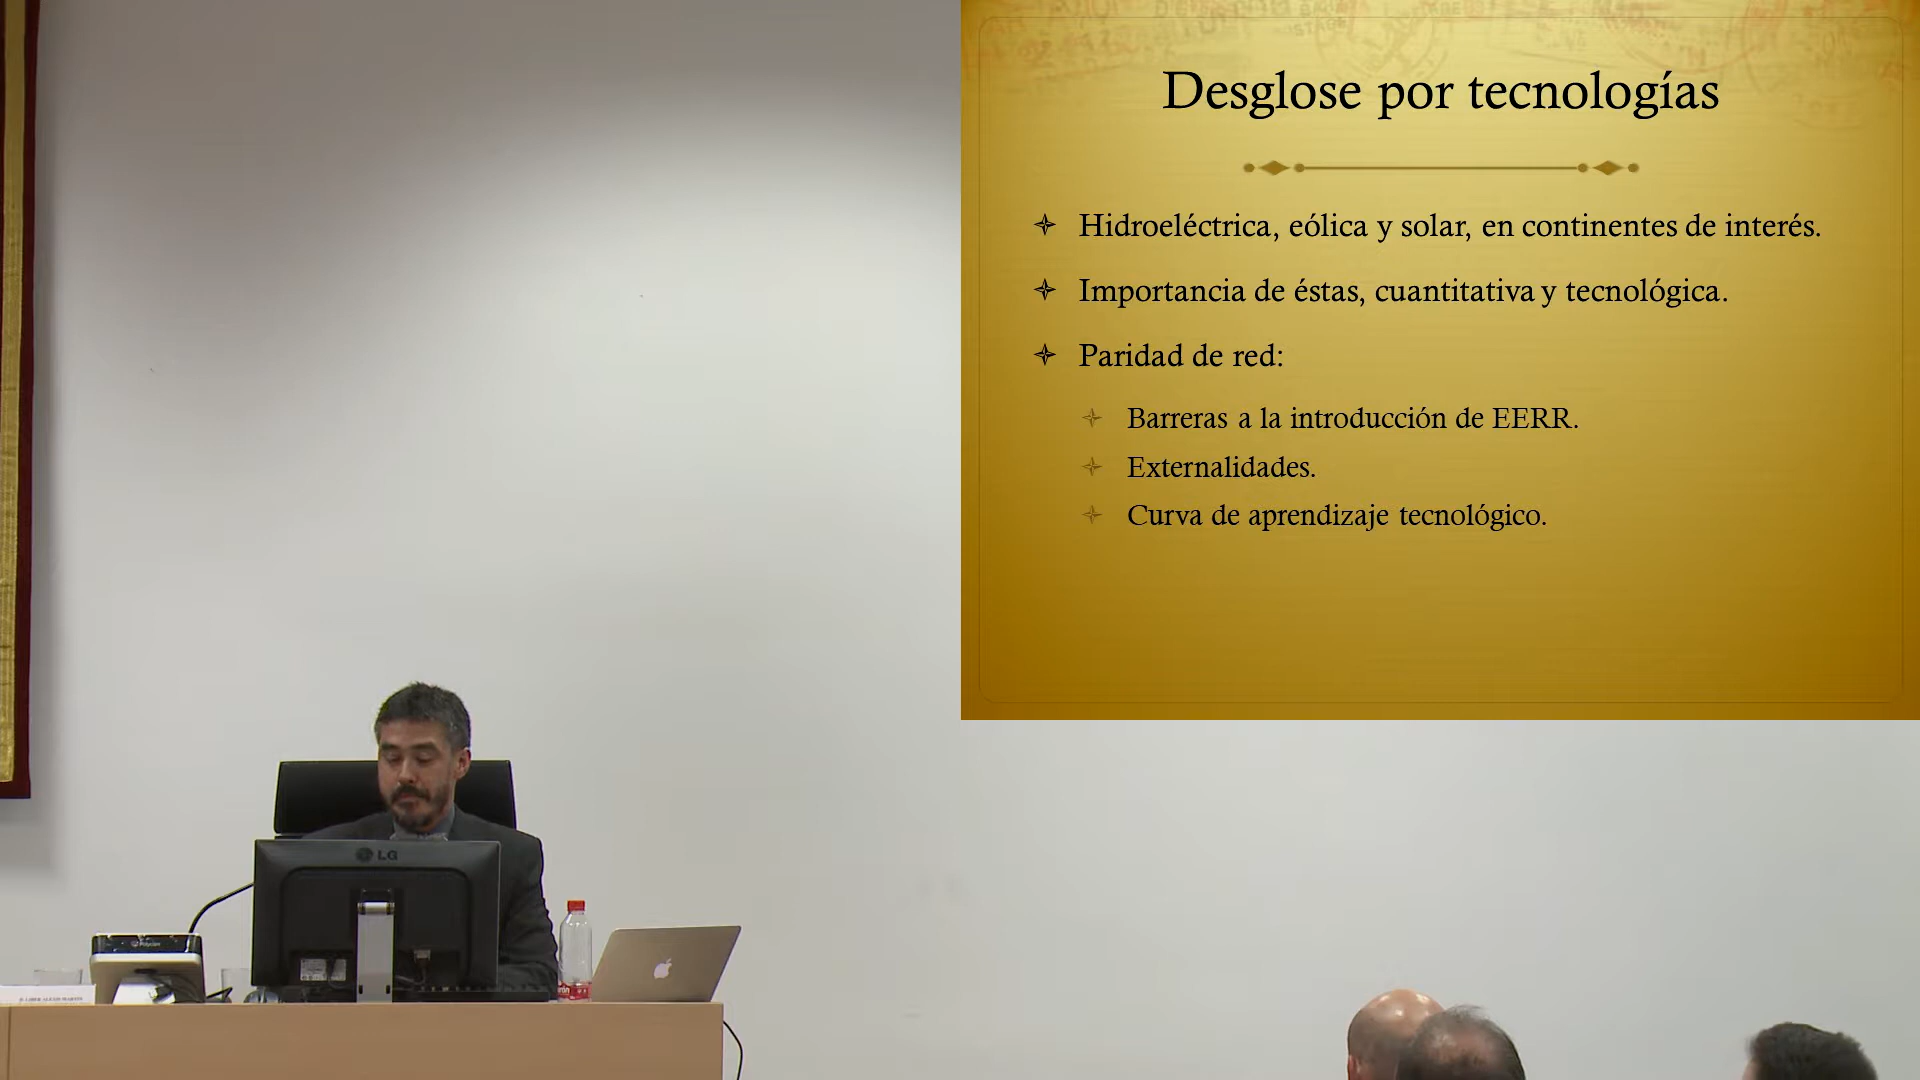 Desglose por tecnologías
Hidroeléctrica, eólica y solar, en continentes de interés.
Importancia de éstas, cuantitativa y tecnológica.
Paridad de red:
Barreras a la introducción de EERR.
Externalidades.
Curva de aprendizaje tecnológico.
LG